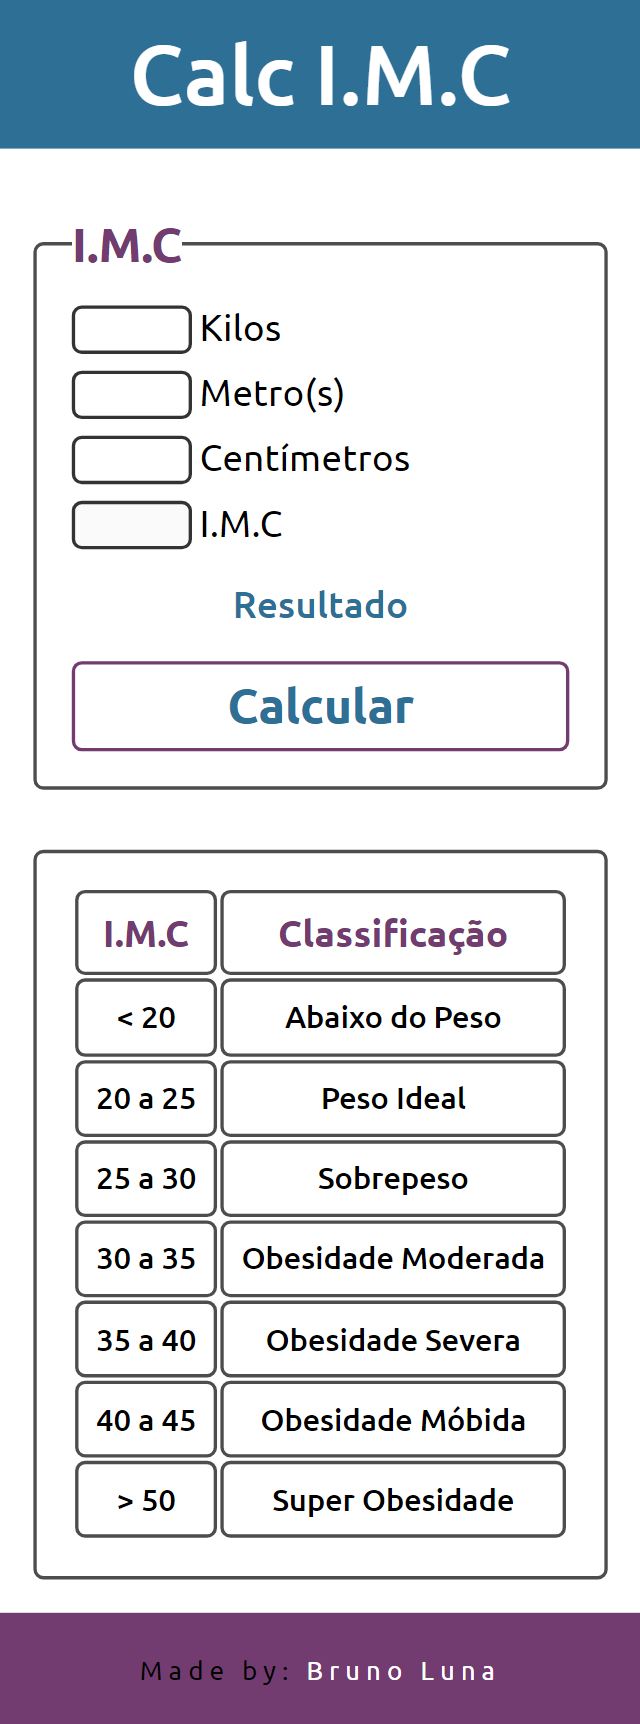 Calc I.M.C
I.M.C
Kilos
Metro(s)
Centímetros
I.M.C
Resultado
Calcular
I.M.C Classificação
< 20 Abaixo do Peso
20 a 25 Peso Ideal
25 a 30 Sobrepeso
30 a 35 Obesidade Moderada
35 a 40 Obesidade Severa
40 a 45 Obesidade Móbida
> 50 Super Obesidade
Made by: Bruno Luna